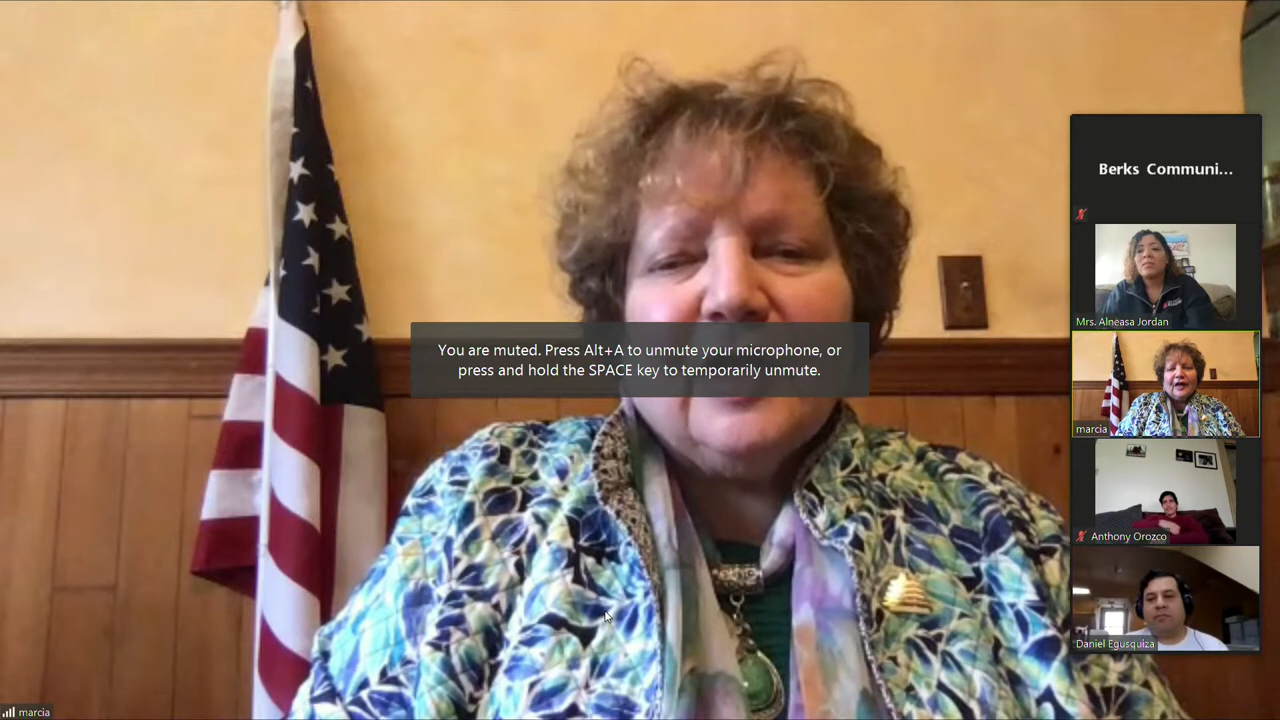 You are muted. Press Alt+A to unmute your microphone, or
press and hold the SPACE key to temporarily unmute.
Berks Communi...
Mrs. Alneasa Jordan
marcia
Anthony Orozco
Daniel Egusquiza
marcia